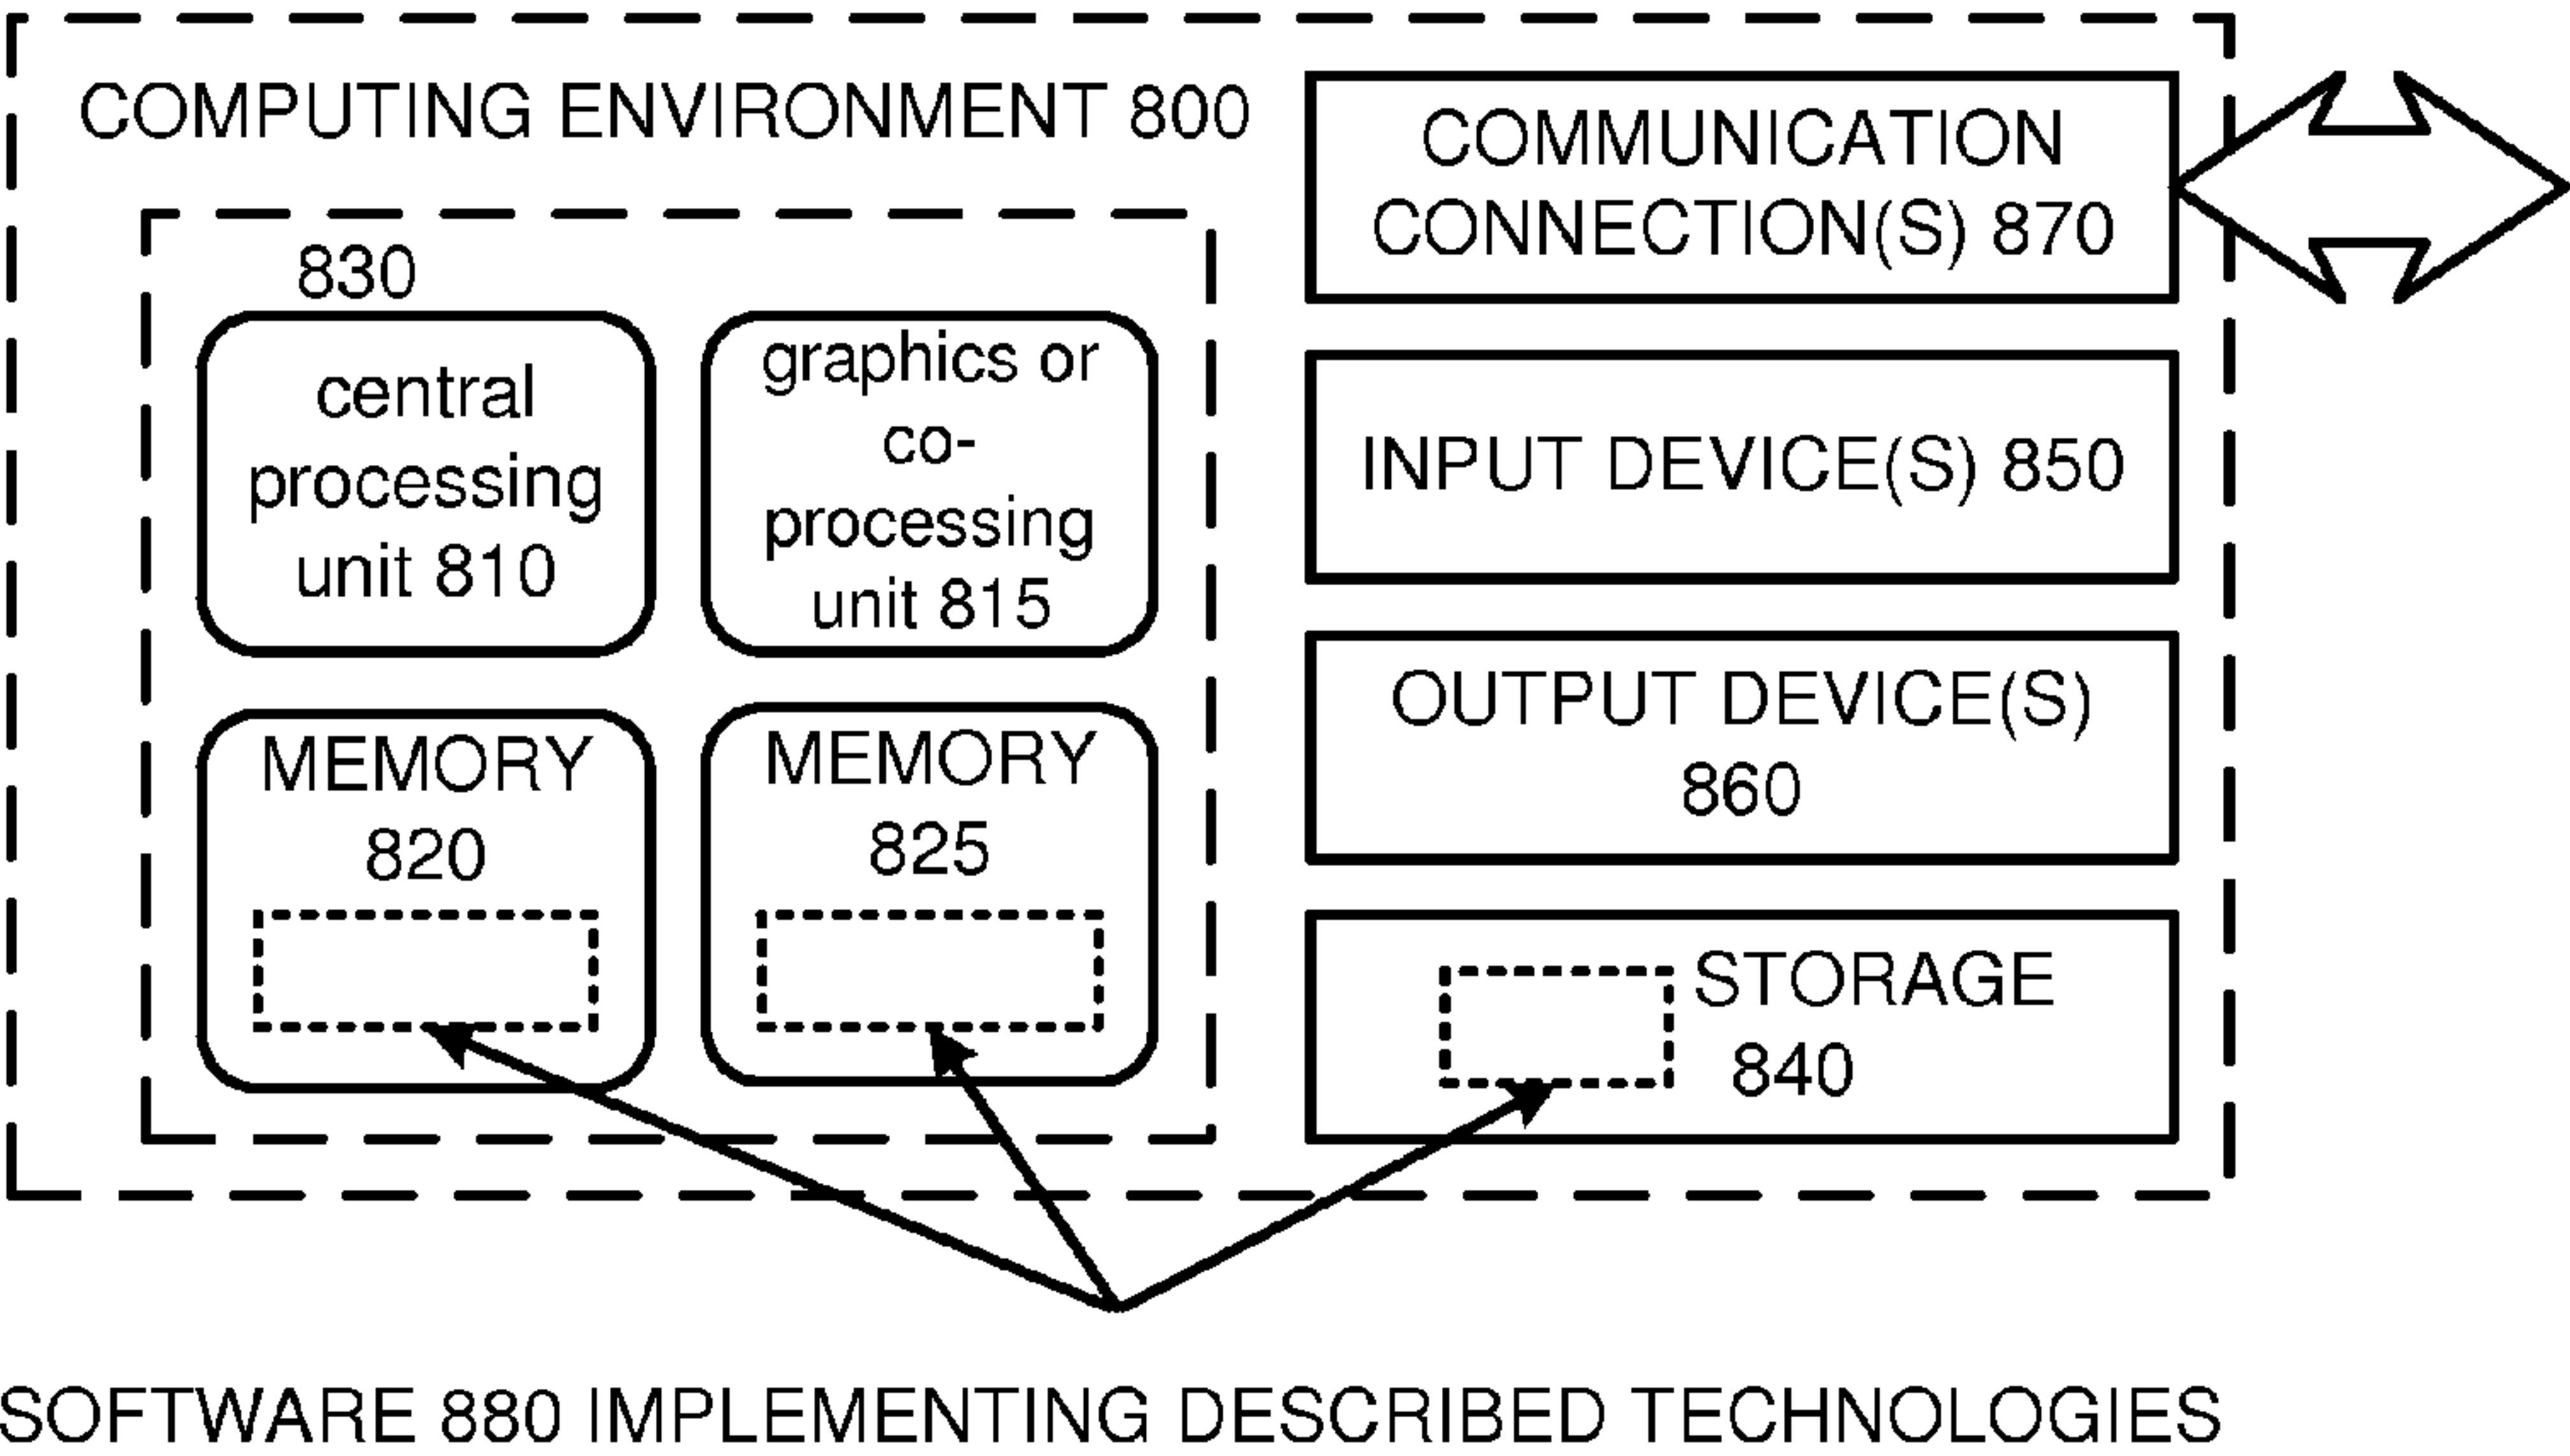 COMPUTING ENVIRONMENT 800
830
central
processing
unit 810
graphics or
co-
processing
unit 815
MEMORY
820
MEMORY
825
COMMUNICATION
CONNECTION(S) 870
INPUT DEVICE(S) 850
OUTPUT DEVICE(S)
860
STORAGE
840
SOFTWARE 880 IMPLEMENTING DESCRIBED TECHNOLOGIES